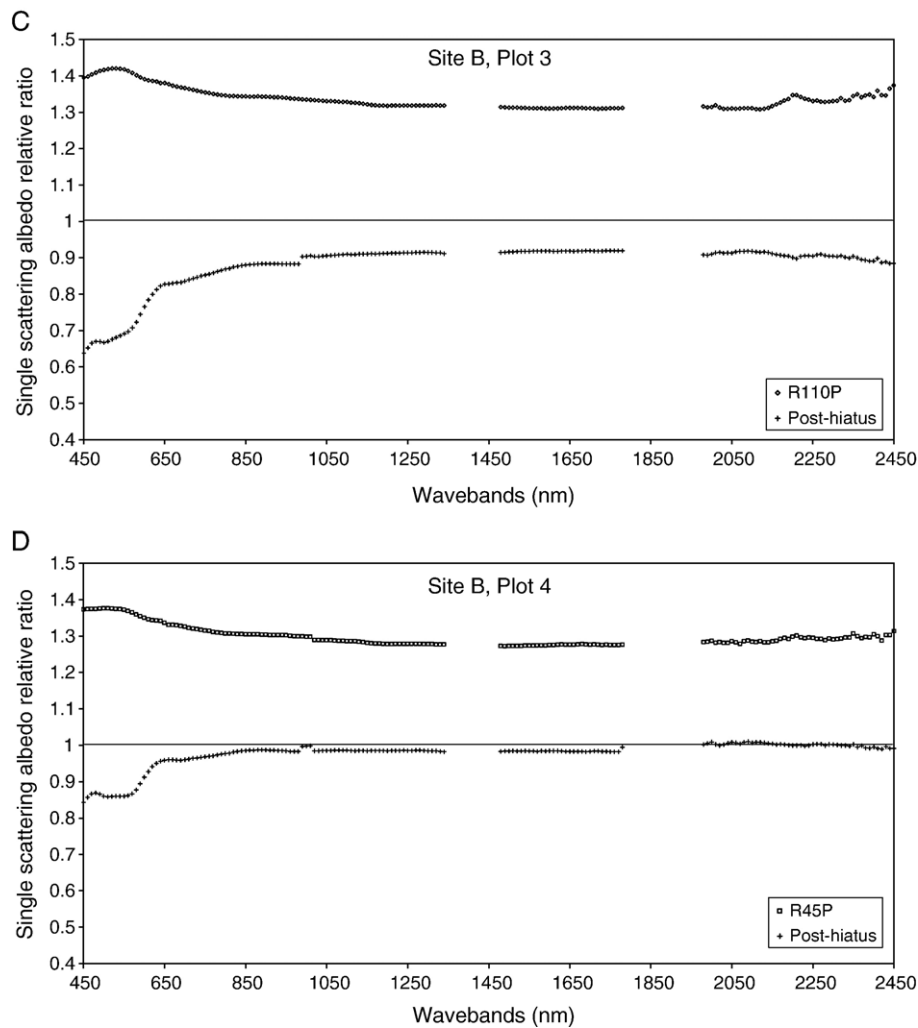 C
Site B, Plot 3
Single scattering albedo relative ratio
1.5
1.4
1.3
1.2
1.1
1
0.9
0.8
0.7
0.6
0.5
0.4
R110P
Post-hiatus
450 650 850 1050 1250 1450 1650 1850 2050 2250 2450
Wavebands (nm)
D
Site B, Plot 4
Single scattering albedo relative ratio
1.5
1.4
1.3
1.2
1.1
1
0.9
0.8
0.7
0.6
0.5
0.4
R45P
Post-hiatus
450 650 850 1050 1250 1450 1650 1850 2050 2250 2450
Wavebands (nm)